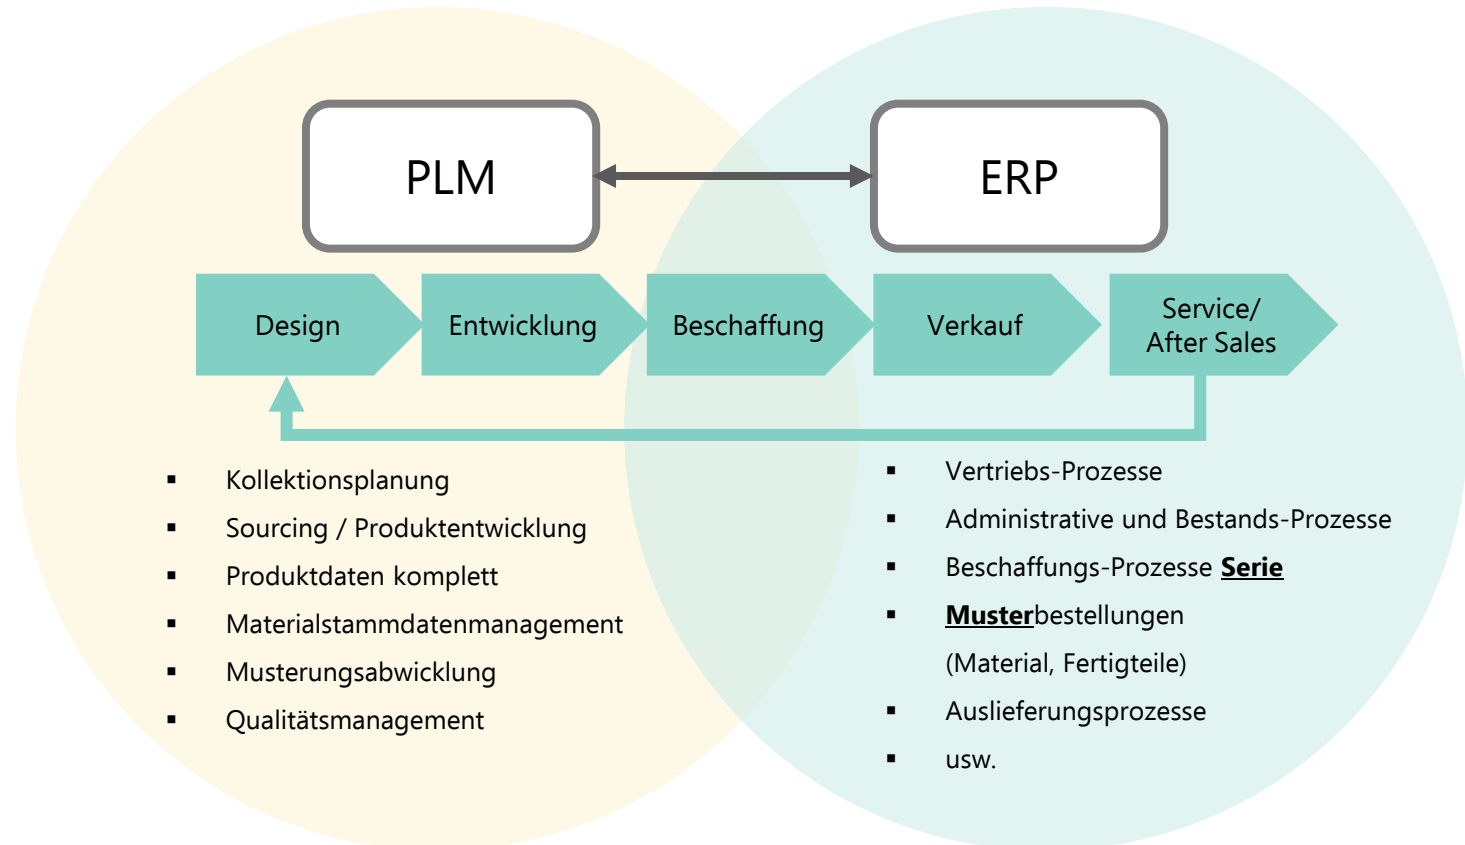 PLM
ERP
Design
Entwicklung
Beschaffung
Verkauf
Service/
After Sales
▪ Kollektionsplanung
▪ Sourcing / Produktentwicklung
▪ Produktdaten komplett
▪ Materialstammdatenmanagement
▪ Musterungsabwicklung
▪ Qualitätsmanagement
▪ Vertriebs-Prozesse
▪ Administrative und Bestands-Prozesse
▪ Beschaffungs-Prozesse Serie
▪ Musterbestellungen
(Material, Fertigteile)
▪ Auslieferungsprozesse
▪ usw.